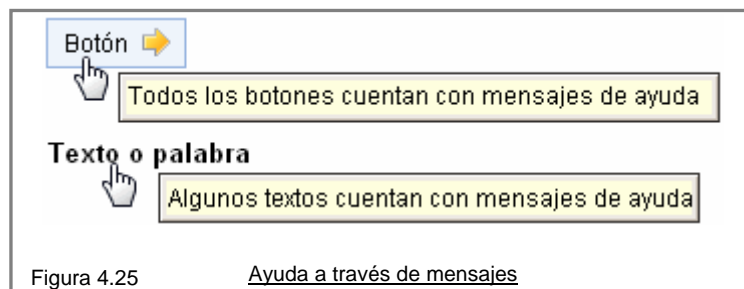 Botón
Todos los botones cuentan con mensajes de ayuda
Texto o palabra
Algunos textos cuentan con mensajes de ayuda
Figura 4.25 Ayuda a través de mensajes